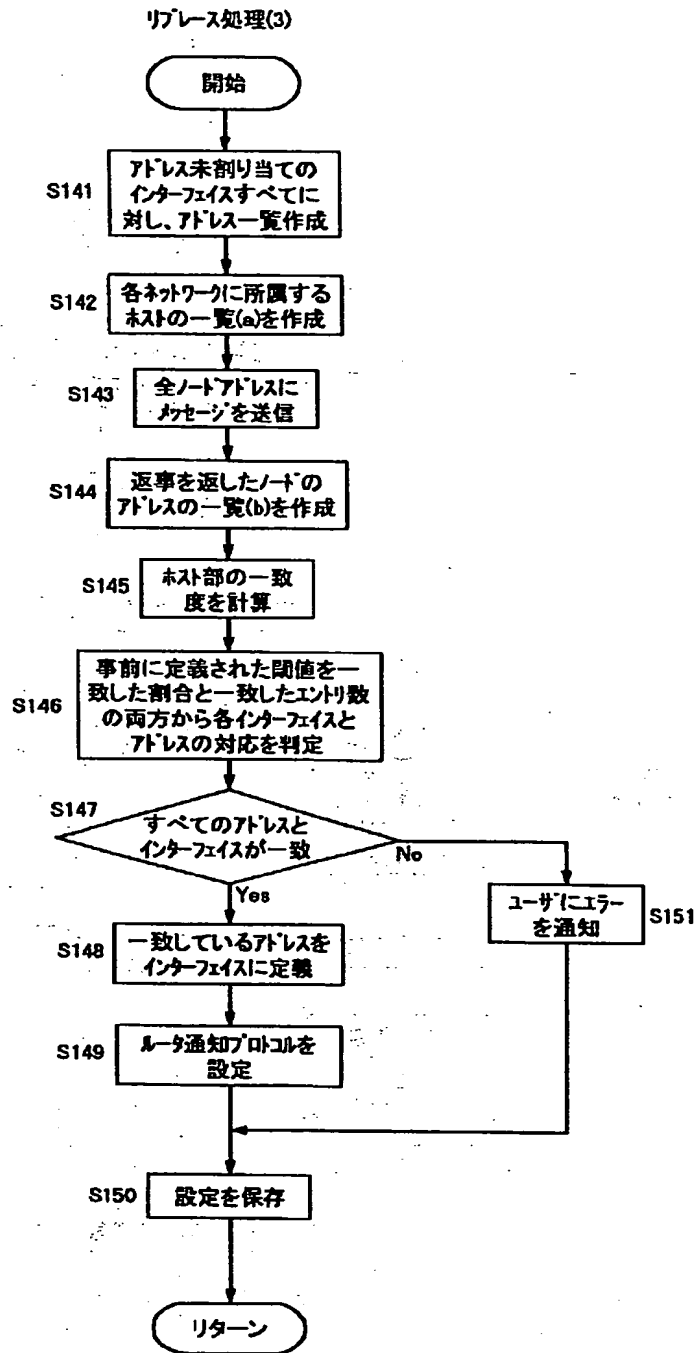 リプレース処理(3)
開始
S141
アドレス未割り当ての
インターフェイスすべてに
対し、アドレス一覧作成
S142
各ネットワークに所属する
ホストの一覧(a)を作成
S143
全ノードアドレスに
メッセージを送信
S144
返事を返したノードの
アドレスの一覧(b)を作成
S145
ホスト部の一致
度を計算
S146
事前に定義された閾値を一
致した割合と一致したエントリ数
の両方から各インターフェイスと
アドレスの対応を判定
S147
すべてのアドレスと
インターフェイスが一致
No
Yes
ユーザにエラー
を通知
S151
S148
一致しているアドレスを
インターフェイスに定義
S149
ルータ通知プロトコルを
設定
S150
設定を保存
リターン